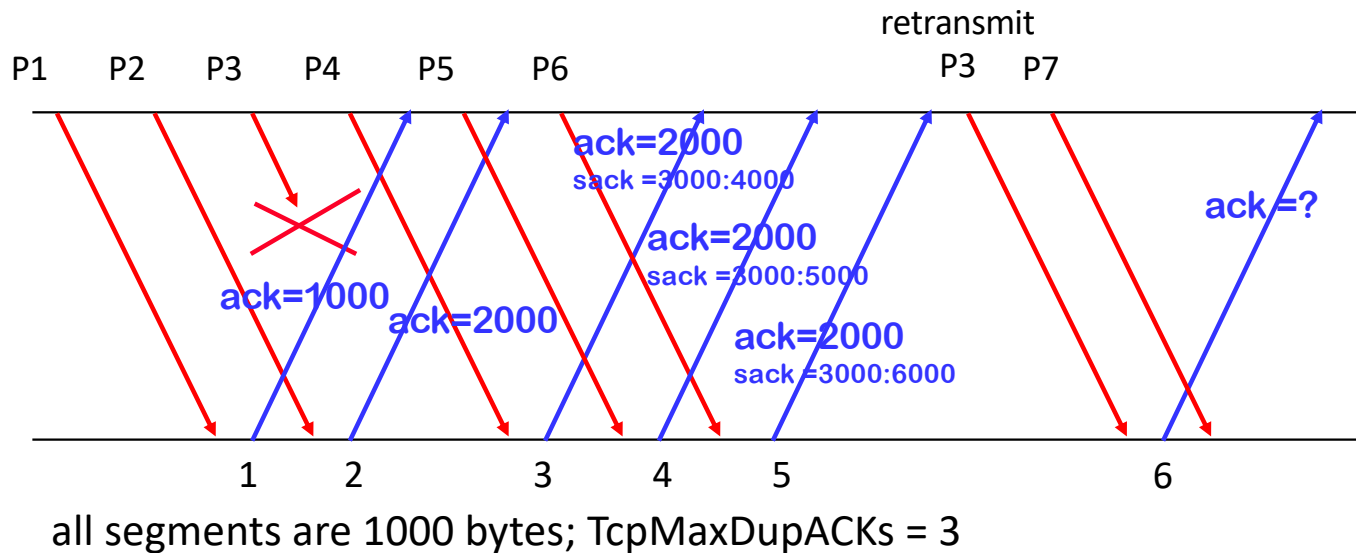 retransmit
P1 P2 P3 P4 P5 P6 P3 P7
ack=2000
sack =3000:4000
ack =?
ack=2000
sack =3000:5000
ack=1000
ack=2000
ack=2000
sack =3000:6000
1 2 3 4 5 6
all segments are 1000 bytes; TcpMaxDupACKs = 3